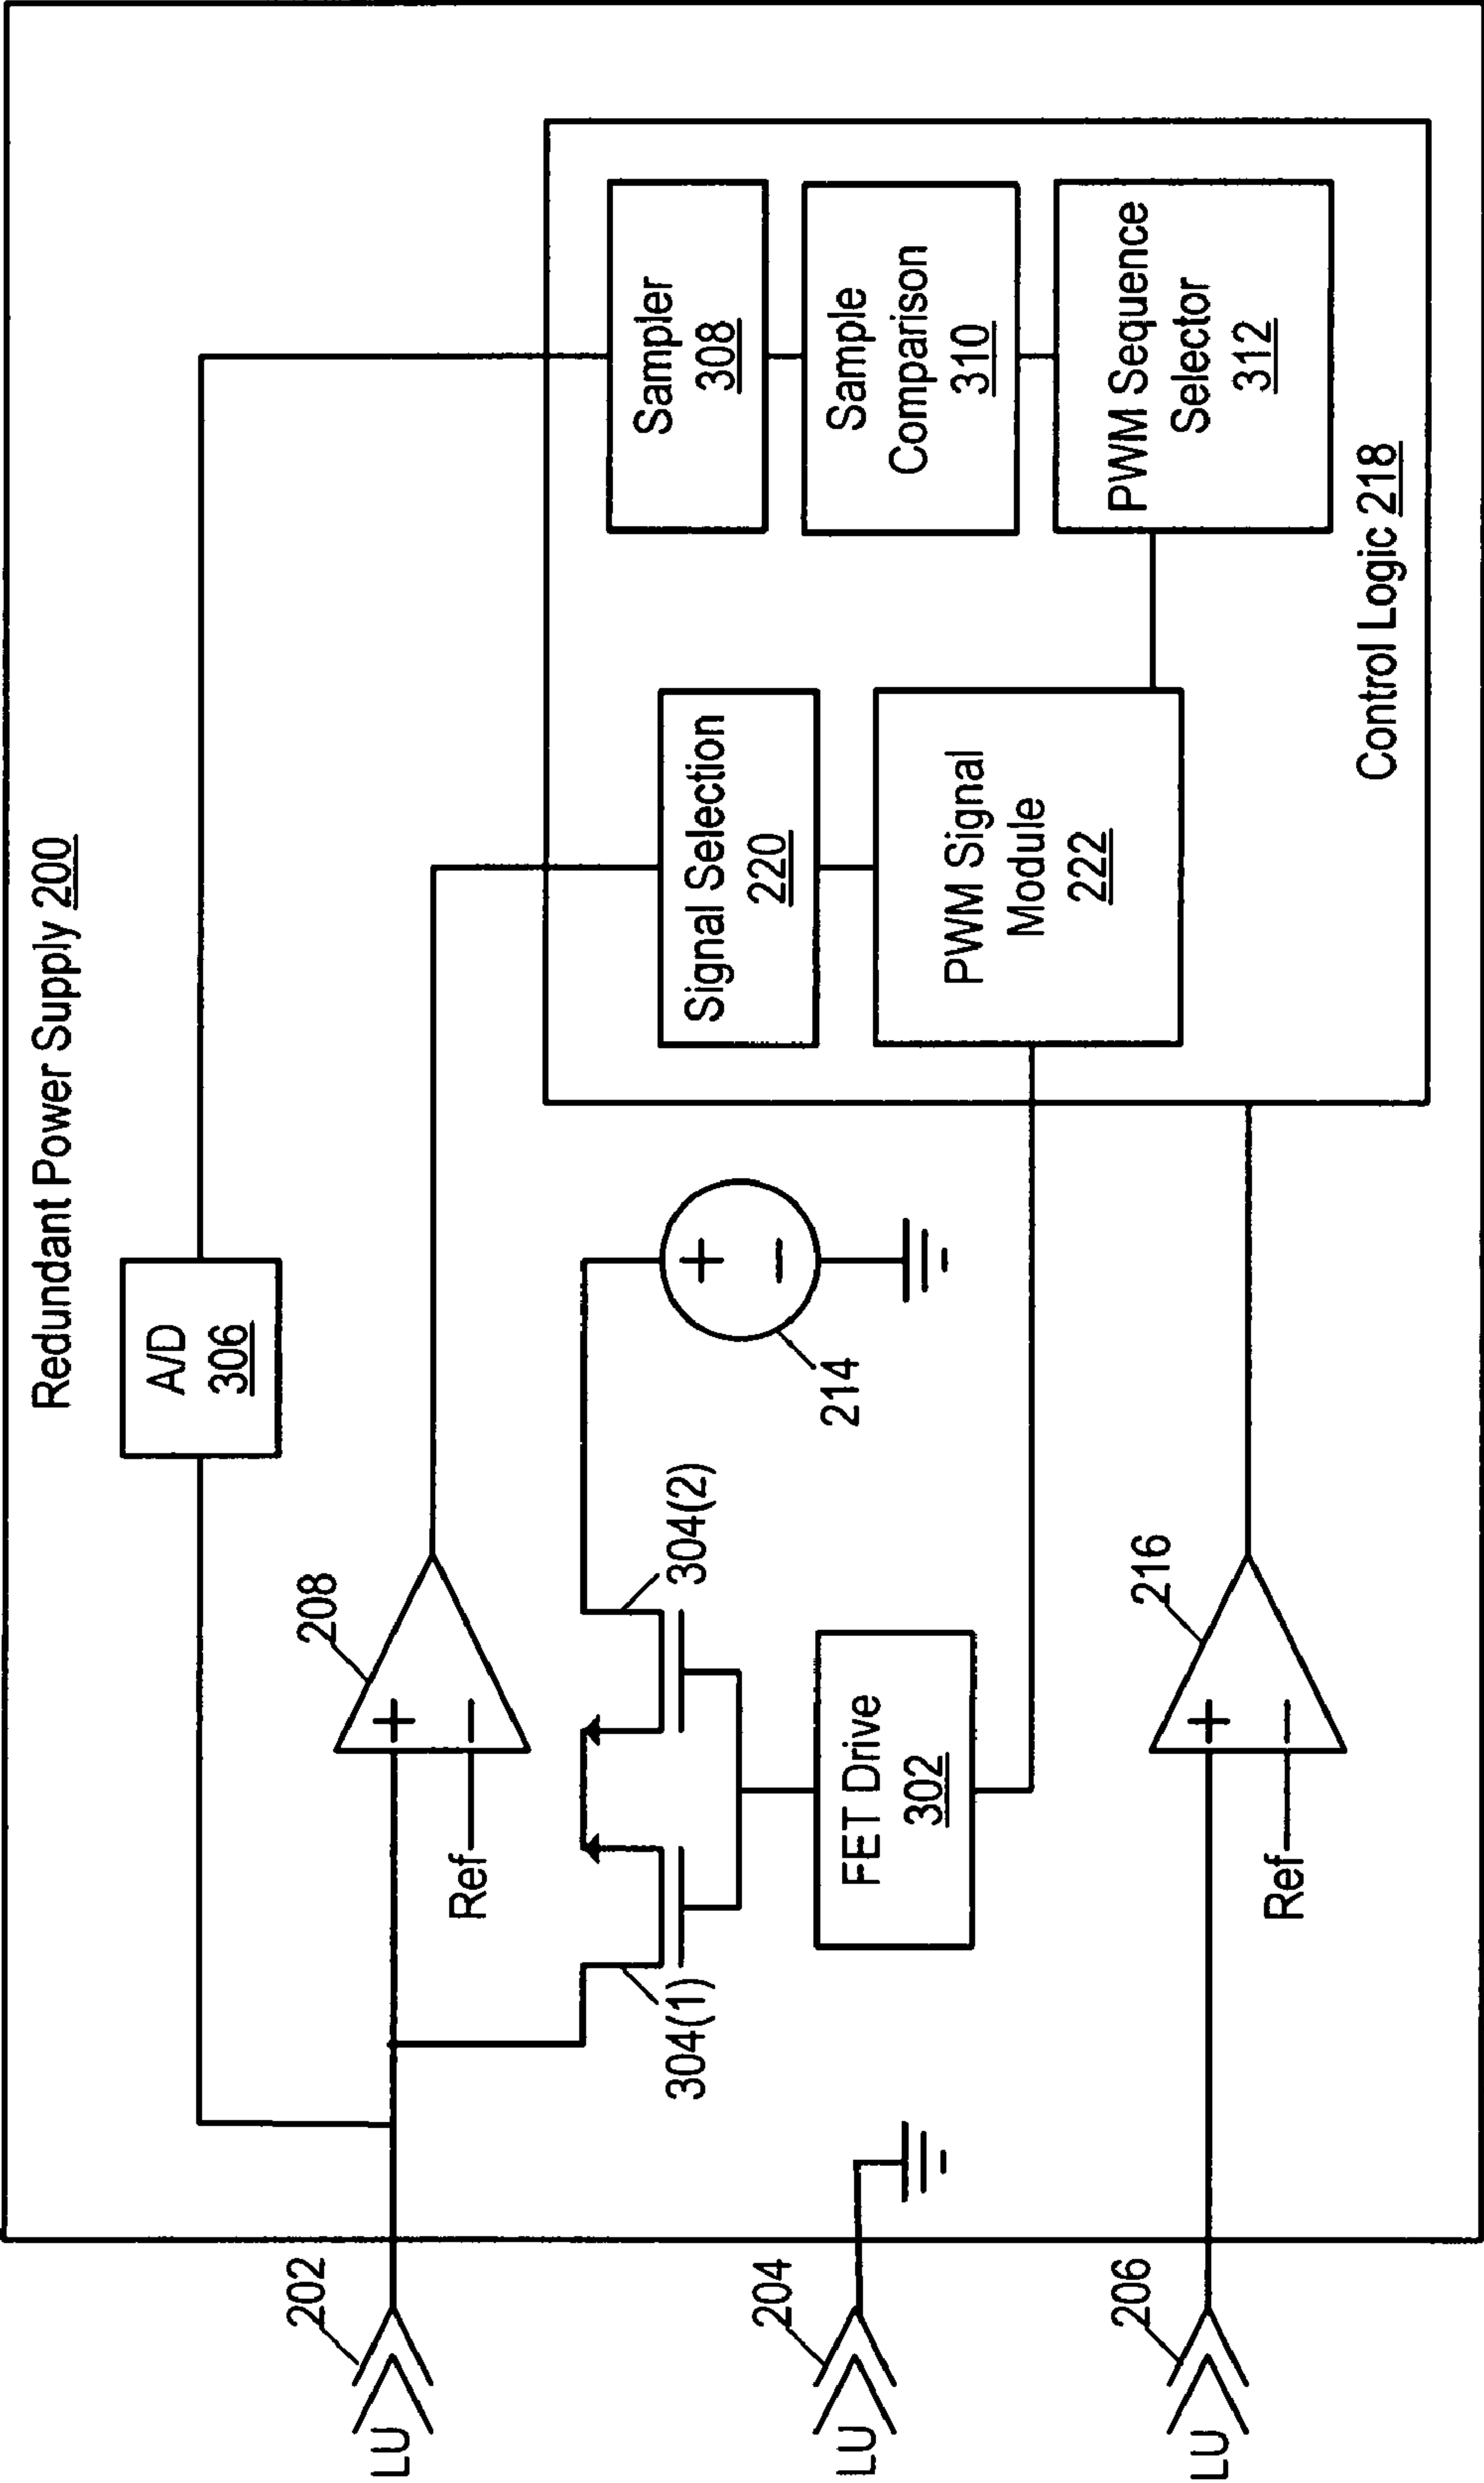 Redundant Power Supply 200
A/D
306
202
LU
208
+
−
Ref
304(1)
304(2)
+
−
214
FET Drive
302
204
LU
206
LU
216
+
−
Ref
Signal Selection
220
PWM Signal
Module
222
Sampler
308
Sample
Comparison
310
PWM Sequence
Selector
312
Control Logic 218